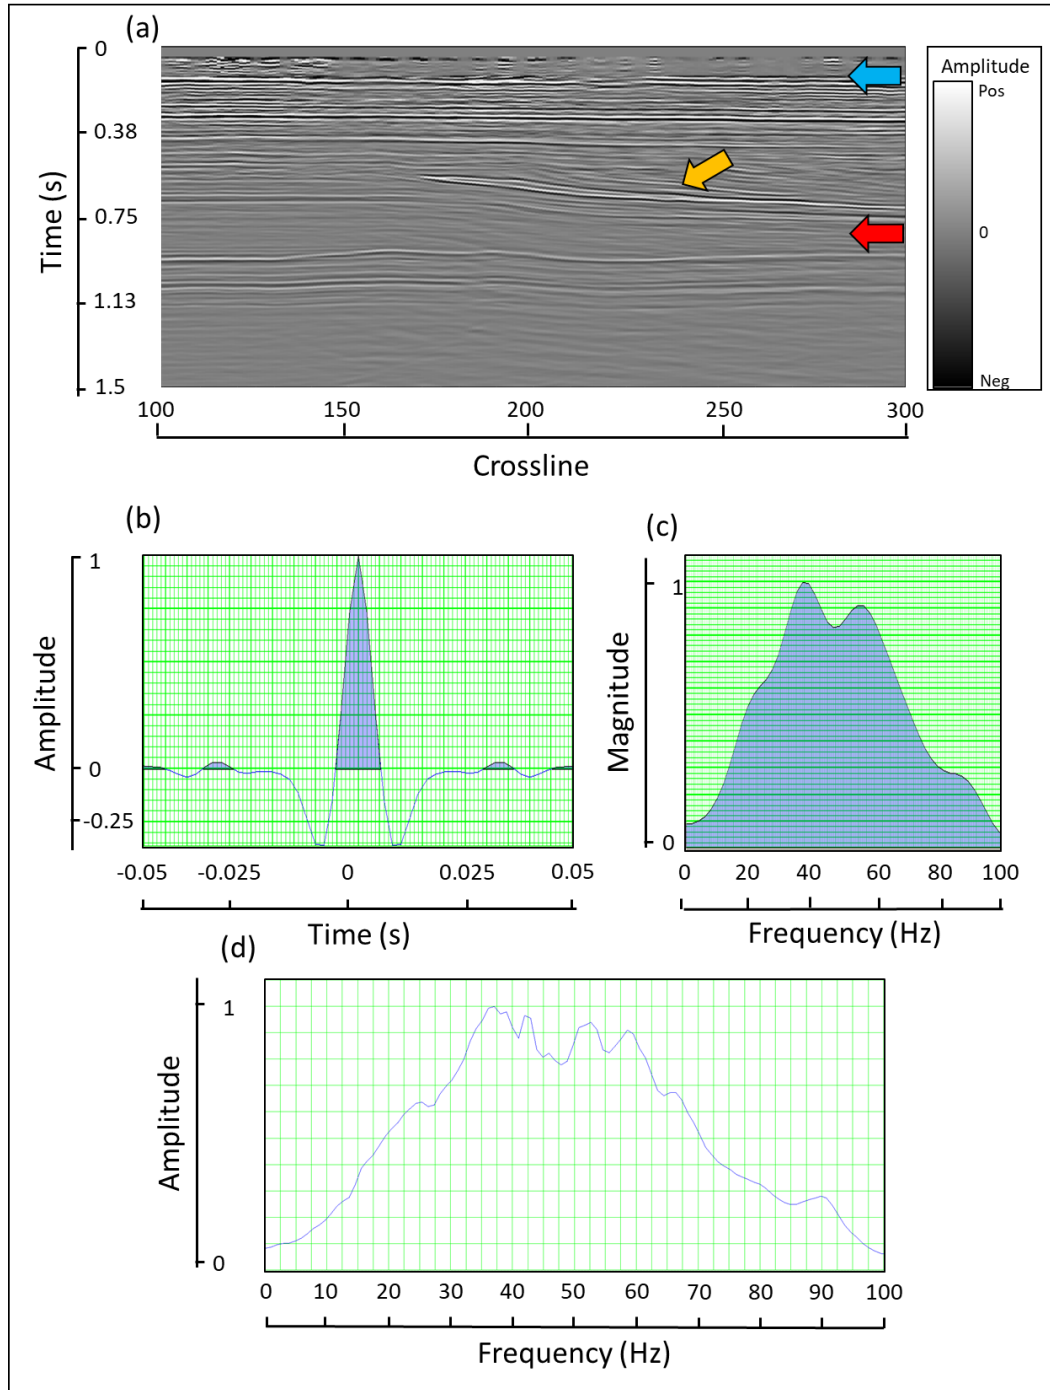 (a)
0
0.38
0.75
1.13
1.5
Time (s)
100 150 200 250 300
Crossline
Amplitude
Pos
0
Neg
(b)
1
0
-0.25
Amplitude
-0.05 -0.025 0 0.025 0.05
Time (s)
(c)
1
0
Magnitude
0 20 40 60 80 100
Frequency (Hz)
(d)
1
0
Amplitude
0 10 20 30 40 50 60 70 80 90 100
Frequency (Hz)